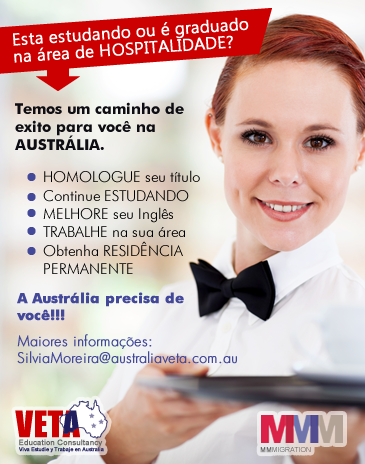 Esta estudando ou é graduado
na área de HOSPITALIDADE?
Temos um caminho de
exito para você na
AUSTRÁLIA.
HOMOLOGUE seu título
Continue ESTUDANDO
MELHORE seu Inglês
TRABALHE na sua área
Obtenha RESIDÊNCIA
PERMANENTE
A Austrália precisa de
você!!!
Maiores informações:
SilviaMoreira@australiaveta.com.au
VETA
Education Consultancy
Viva Estudie y Trabaje en Australia
MMM
MMMIGRATION